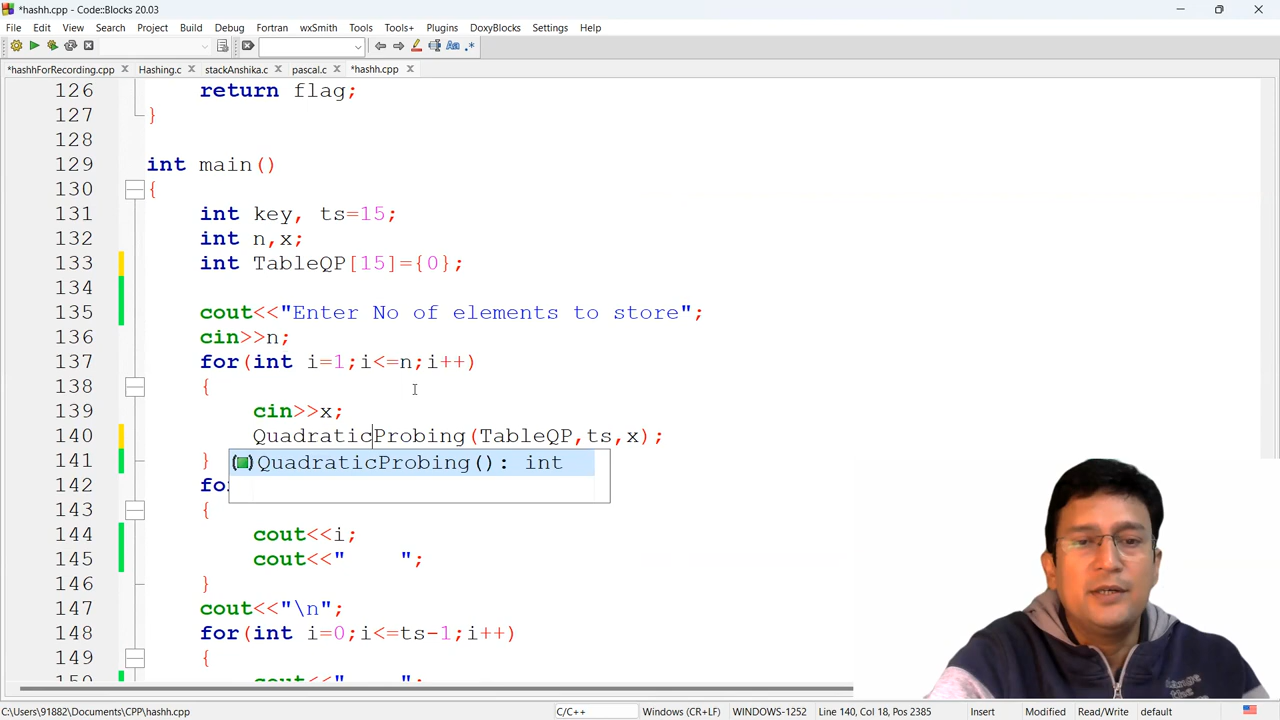 *hashh.cpp - Code::Blocks 20.03
File Edit View Search Project Build Debug Fortran wxSmith Tools Tools+ Plugins DoxyBlocks Settings Help
*hashhForRecording.cpp Hashing.c stackAnshika.c pascal.c *hashh.cpp
126 return flag;
127 }
128
129 int main()
130 {
131 int key, ts=15;
132 int n,x;
133 int TableQP[15]={0};
134
135 cout<<"Enter No of elements to store";
136 cin>>n;
137 for(int i=1;i<=n;i++)
138 {
139 cin>>x;
140 QuadraticProbing(TableQP,ts,x);
141 }
QuadraticProbing(): int
142 fo
143 {
144 cout<<i;
145 cout<<"    ";
146 }
147 cout<<"\n";
148 for(int i=0;i<=ts-1;i++)
149 {
150 cout<<"    ";
C:\Users\91882\Documents\CPP\hashh.cpp C/C++ Windows (CR+LF) WINDOWS-1252 Line 140, Col 18, Pos 2385 Insert Modified Read/Write default